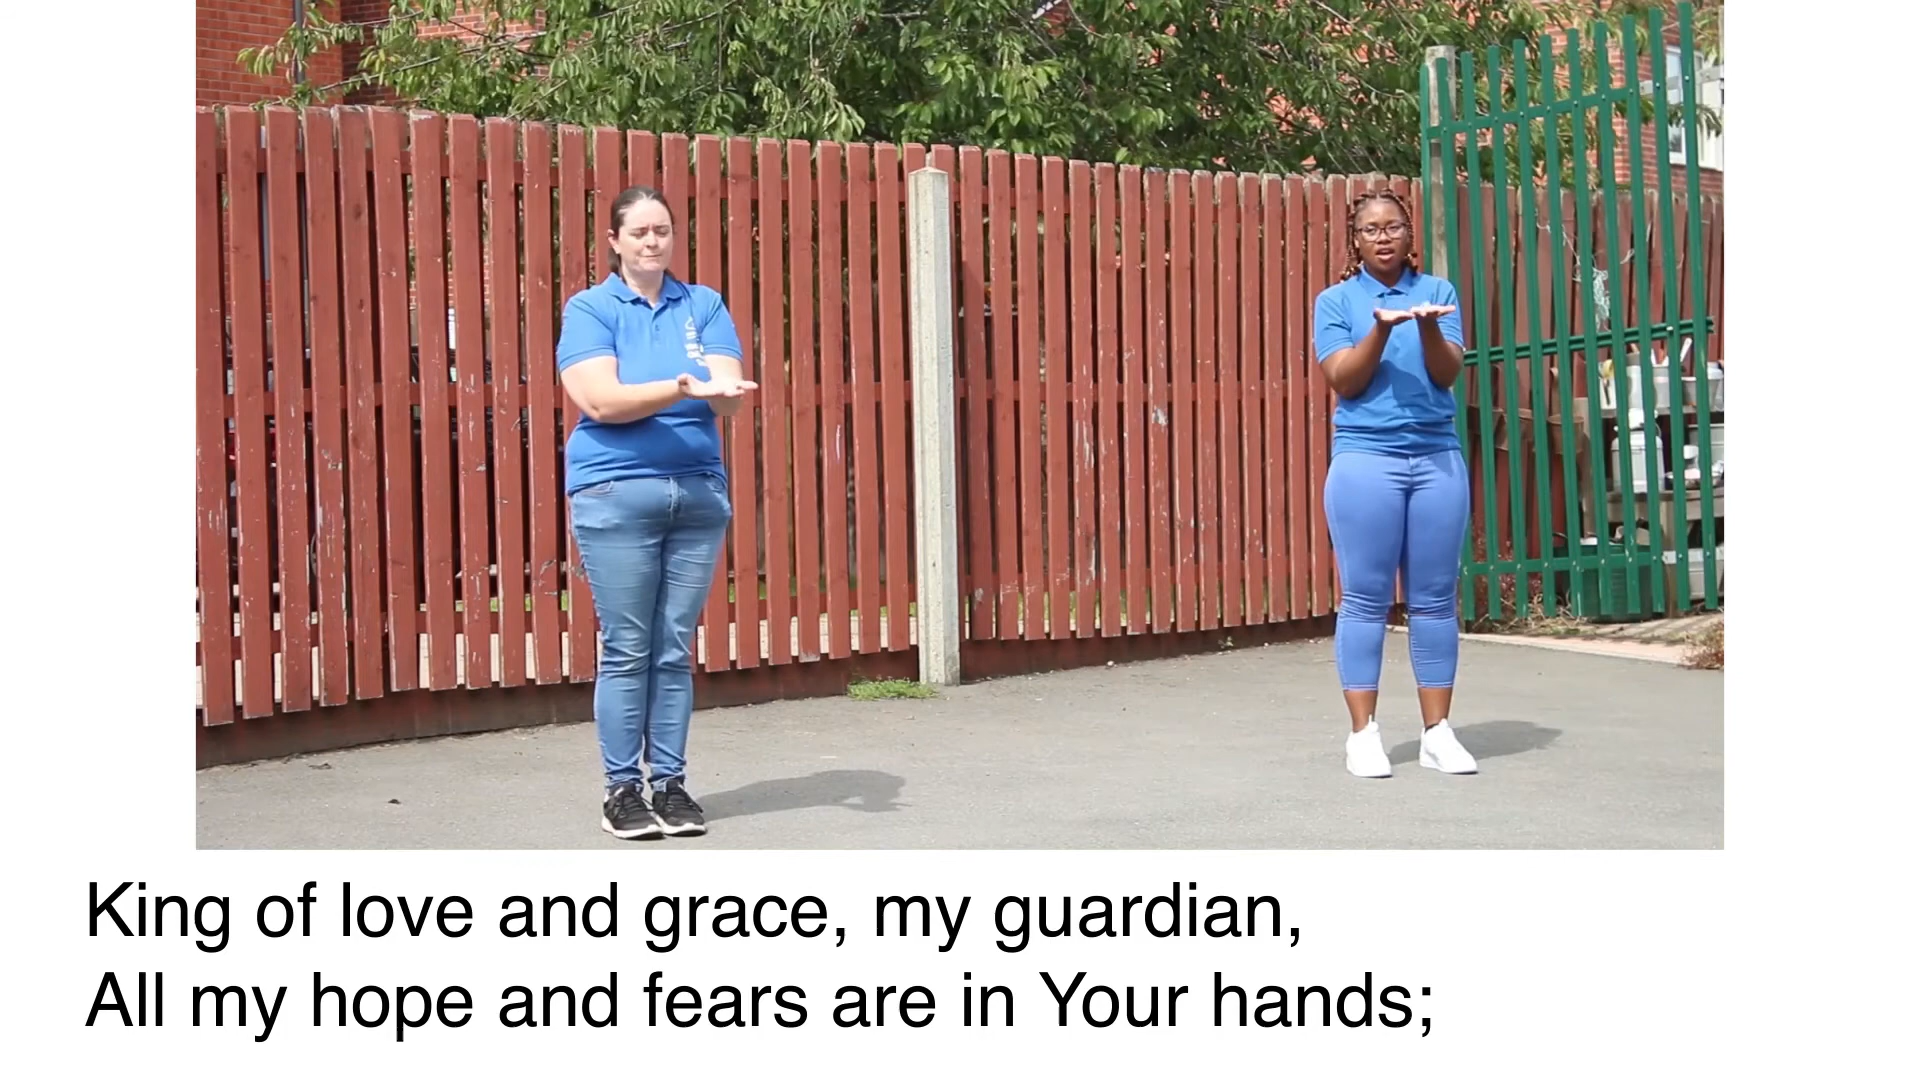 King of love and grace, my guardian,
All my hope and fears are in Your hands;